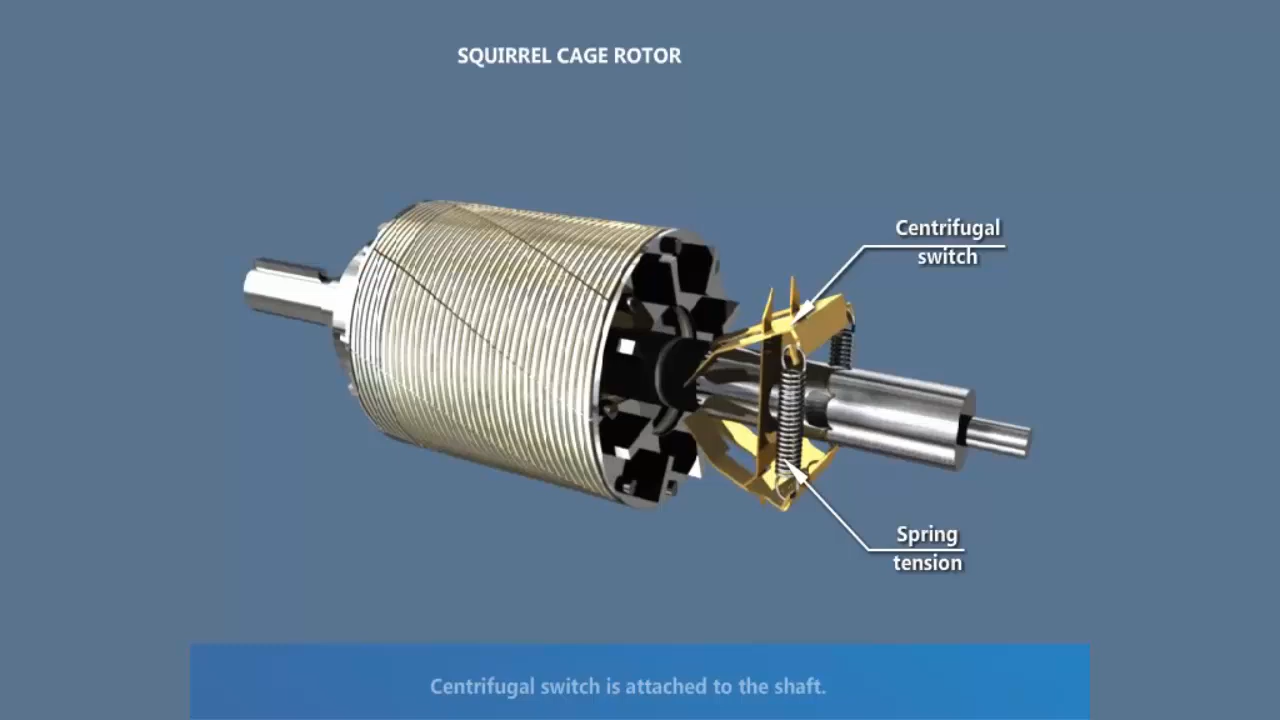 SQUIRREL CAGE ROTOR
Centrifugal
switch
Spring
tension
Centrifugal switch is attached to the shaft.